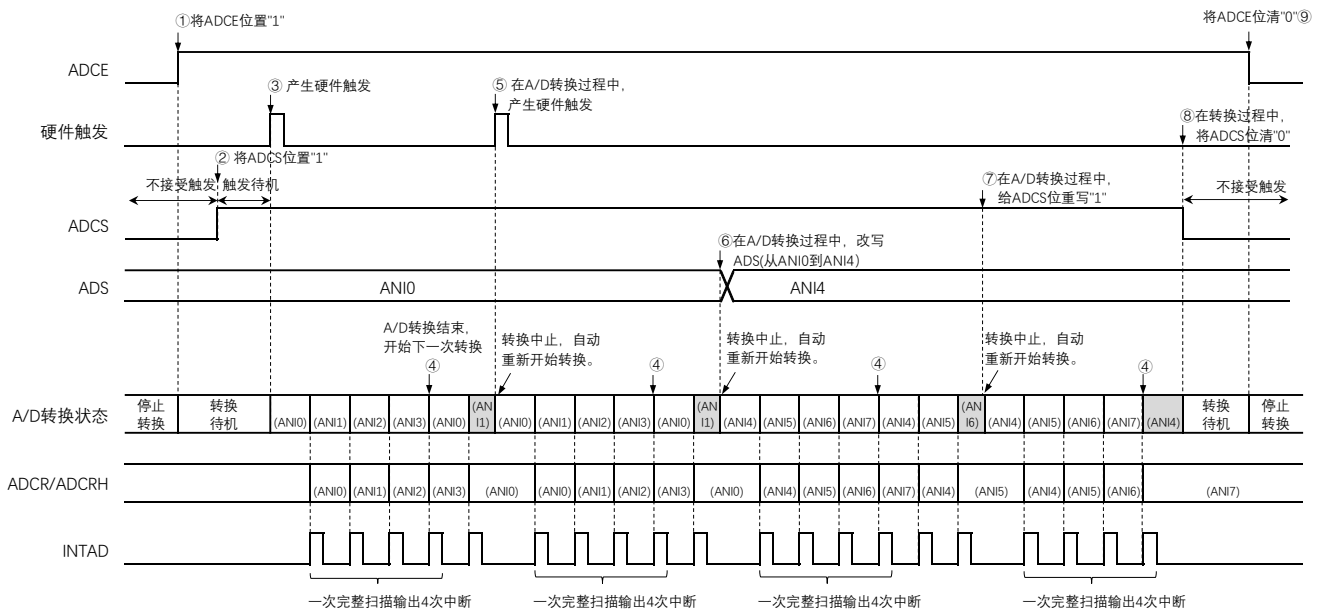 ①将ADCE位置"1"
将ADCE位清"0"⑨
ADCE
③ 产生硬件触发
⑤ 在A/D转换过程中,
产生硬件触发
硬件触发
⑧在转换过程中,
将ADCS位清"0"
② 将ADCS位置"1"
不接受触发
触发待机
⑦在A/D转换过程中,
给ADCS位重写"1"
不接受触发
ADCS
⑥在A/D转换过程中, 改写
ADS(从ANI0到ANI4)
ADS
ANI0
ANI4
A/D转换结束,
开始下一次转换
④
转换中止, 自动
重新开始转换。
④
转换中止, 自动
重新开始转换。
④
转换中止, 自动
重新开始转换。
④
A/D转换状态
停止
转换
转换
待机
(ANI0) (ANI1) (ANI2) (ANI3) (ANI0)
(AN
I1)
(ANI0) (ANI1) (ANI2) (ANI3) (ANI0)
(AN
I1)
(ANI4) (ANI5) (ANI6) (ANI7) (ANI4) (ANI5)
(AN
I6)
(ANI4) (ANI5) (ANI6) (ANI7) (ANI4)
转换
待机
停止
转换
ADCR/ADCRH
(ANI0) (ANI1) (ANI2) (ANI3) (ANI0) (ANI0) (ANI1) (ANI2) (ANI3) (ANI0) (ANI4) (ANI5) (ANI6) (ANI7) (ANI4) (ANI5) (ANI4) (ANI5) (ANI6) (ANI7)
INTAD
一次完整扫描输出4次中断
一次完整扫描输出4次中断
一次完整扫描输出4次中断
一次完整扫描输出4次中断